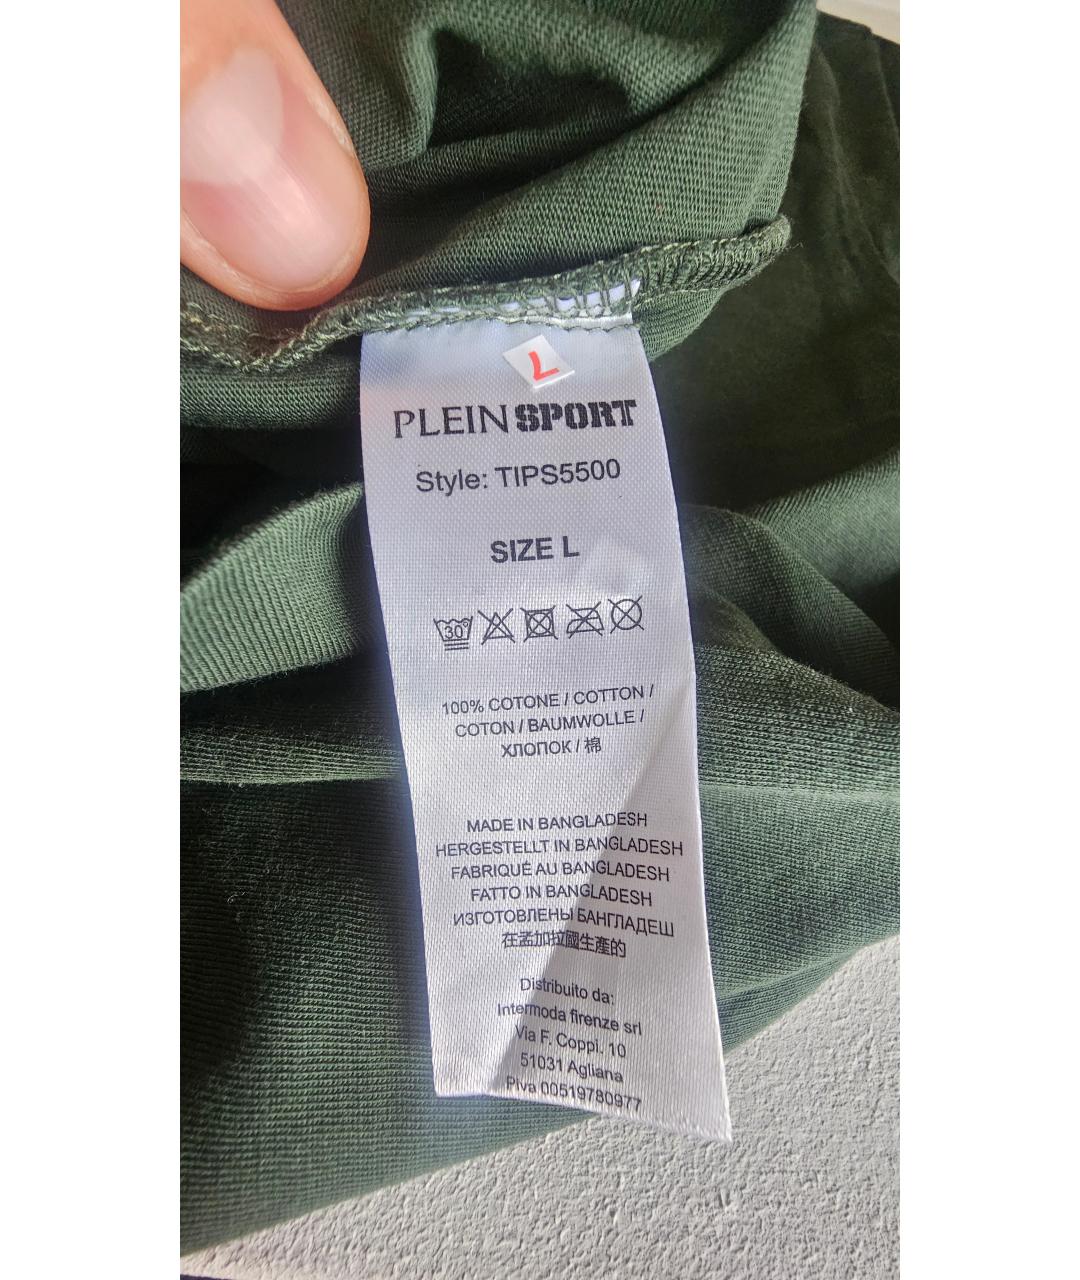 L
PLEIN SPORT
Style: TIPS5500
SIZE L
30°
100% COTONE / COTTON /
COTON / BAUMWOLLE /
ХЛОПОК / 棉
MADE IN BANGLADESH
HERGESTELLT IN BANGLADESH
FABRIQUÉ AU BANGLADESH
FATTO IN BANGLADESH
ИЗГОТОВЛЕНЫ БАНГЛАДЕШ
在孟加拉國生產的
Distribuito da:
Intermoda firenze srl
Via F. Coppi. 10
51031 Agliana
Piva 00519780977